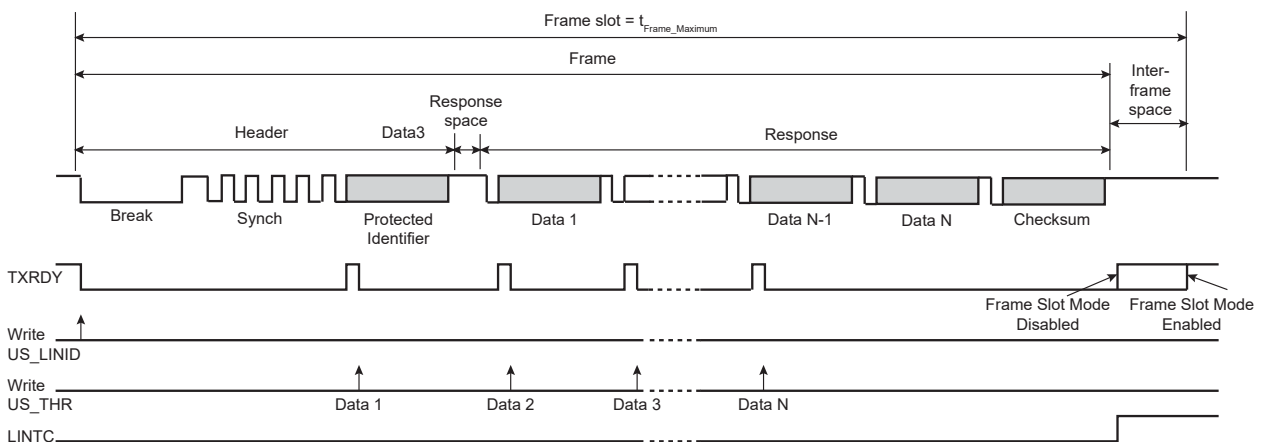 Frame slot = tFrame_Maximum
Frame
Inter-
frame
space
Response
space
Header
Data3
Response
Break
Synch
Protected
Identifier
Data 1
Data N-1
Data N
Checksum
TXRDY
Frame Slot Mode
Disabled
Frame Slot Mode
Enabled
Write
US_LINID
Write
US_THR
Data 1
Data 2
Data 3
Data N
LINTC